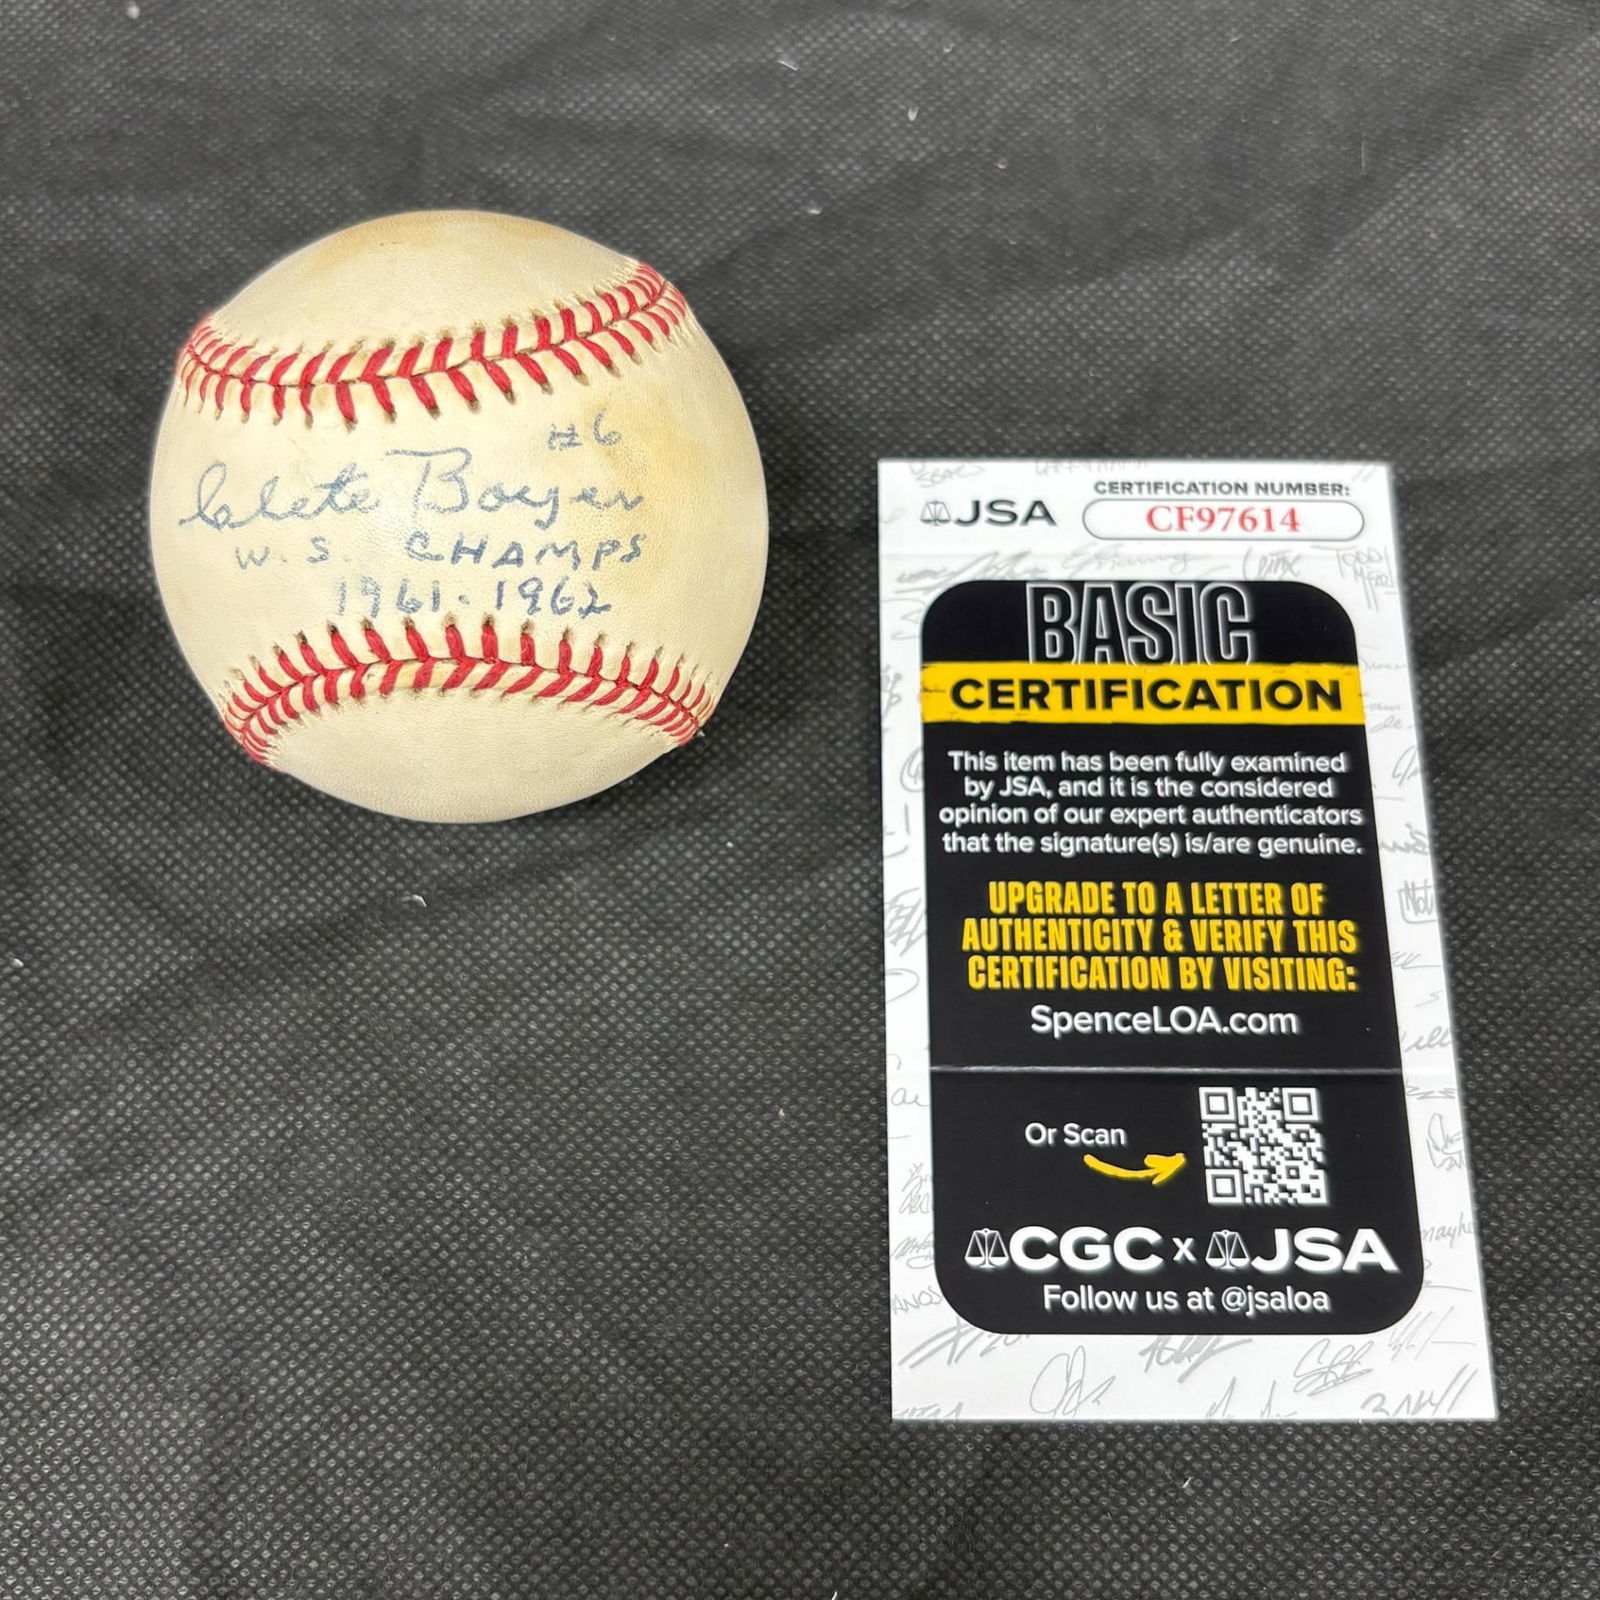 #6
Clete Boyer
W. S. CHAMPS
1961-1962
JSA
CERTIFICATION NUMBER:
CF97614
BASIC
CERTIFICATION
This item has been fully examined
by JSA, and it is the considered
opinion of our expert authenticators
that the signature(s) is/are genuine.
UPGRADE TO A LETTER OF
AUTHENTICITY & VERIFY THIS
CERTIFICATION BY VISITING:
SpenceLOA.com
Or Scan
CGC x JSA
Follow us at @jsaloa